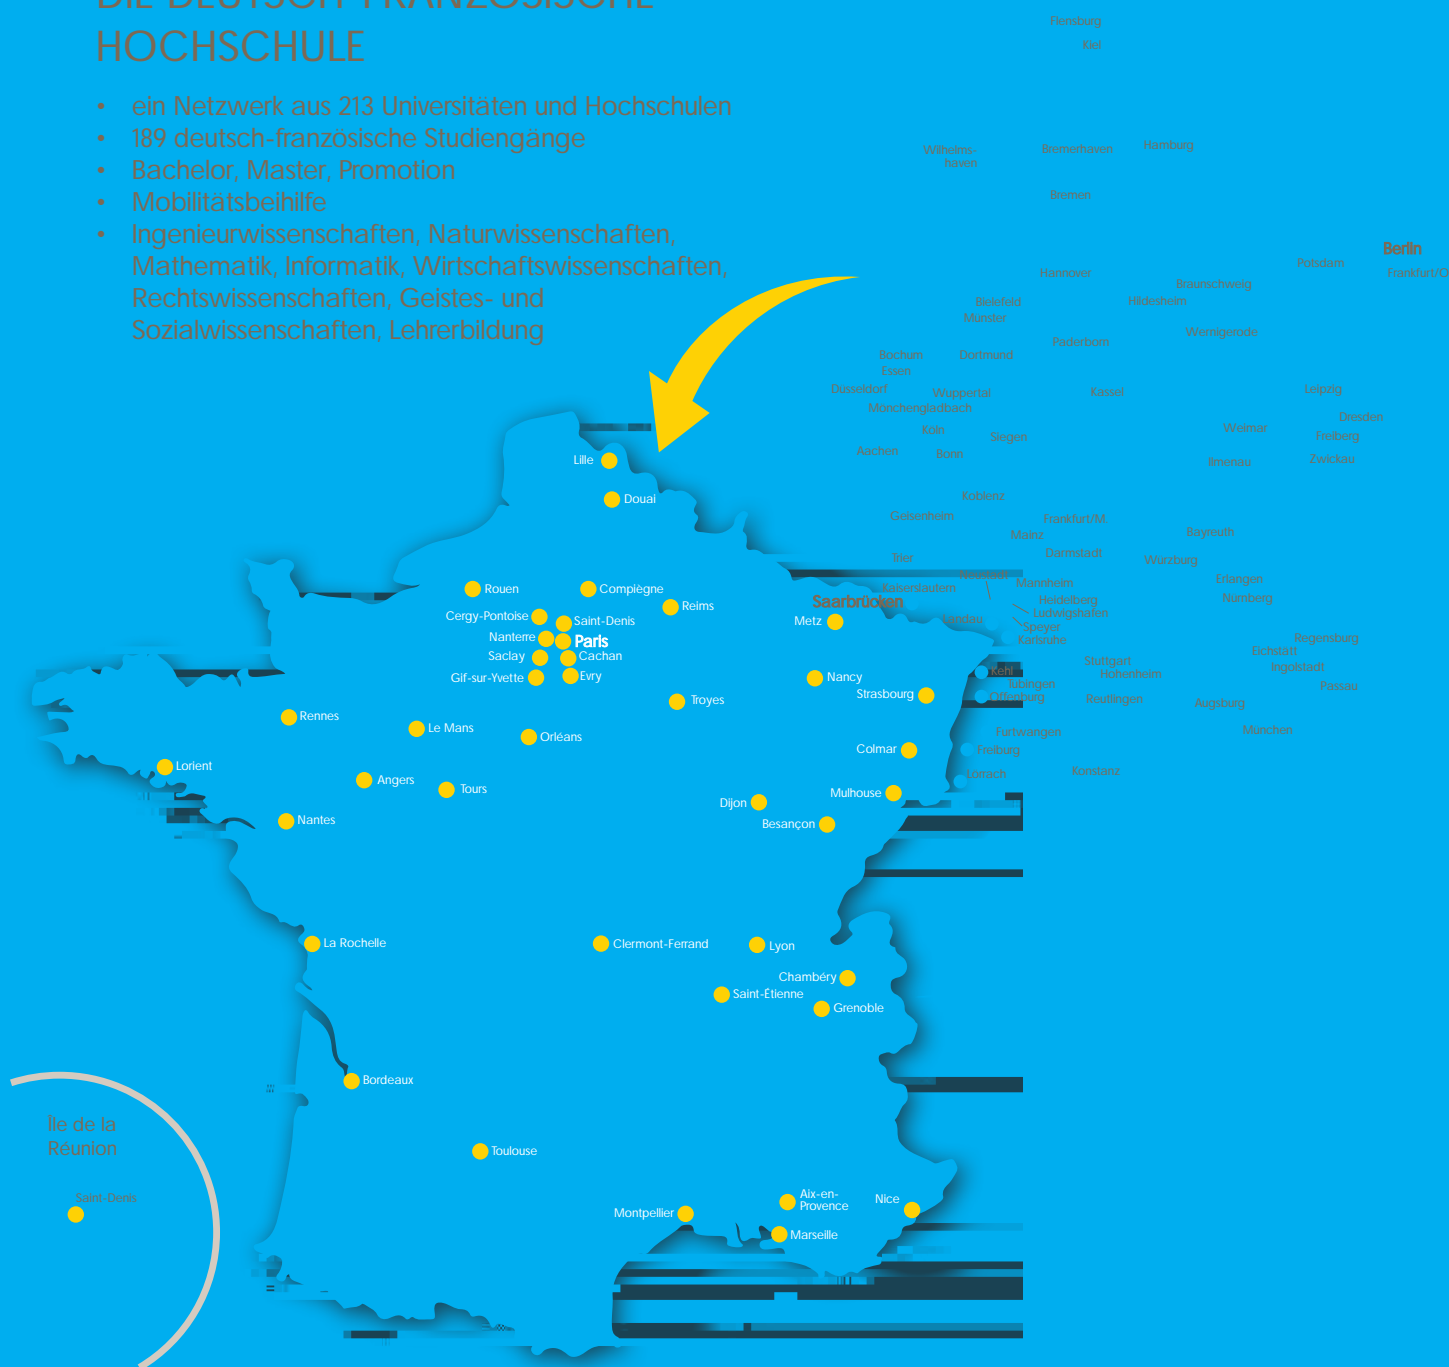 DIE DEUTSCH-FRANZÖSISCHE
HOCHSCHULE
• ein Netzwerk aus 213 Universitäten und Hochschulen
• 189 deutsch-französische Studiengänge
• Bachelor, Master, Promotion
• Mobilitätsbeihilfe
• Ingenieurwissenschaften, Naturwissenschaften,
Mathematik, Informatik, Wirtschaftswissenschaften,
Rechtswissenschaften, Geistes- und
Sozialwissenschaften, Lehrerbildung
Flensburg
Kiel
Wilhelms-
haven
Bremerhaven
Hamburg
Bremen
Berlin
Potsdam
Frankfurt/O
Hannover
Braunschweig
Bielefeld
Hildesheim
Münster
Wernigerode
Paderborn
Bochum
Dortmund
Essen
Düsseldorf
Wuppertal
Kassel
Leipzig
Mönchengladbach
Dresden
Köln
Siegen
Weimar
Freiberg
Aachen
Bonn
Ilmenau
Zwickau
Koblenz
Geisenheim
Frankfurt/M.
Mainz
Bayreuth
Trier
Darmstadt
Würzburg
Neustadt
Mannheim
Erlangen
Kaiserslautern
Heidelberg
Nürnberg
Saarbrücken
Ludwigshafen
Landau
Speyer
Karlsruhe
Regensburg
Eichstätt
Stuttgart
Ingolstadt
Kehl
Hohenheim
Tübingen
Passau
Offenburg
Reutlingen
Augsburg
Furtwangen
München
Freiburg
Lörrach
Konstanz
Lille
Douai
Rouen
Compiègne
Reims
Cergy-Pontoise
Saint-Denis
Metz
Nanterre
Paris
Saclay
Cachan
Gif-sur-Yvette
Evry
Nancy
Strasbourg
Troyes
Rennes
Le Mans
Orléans
Colmar
Lorient
Angers
Tours
Mulhouse
Dijon
Nantes
Besançon
La Rochelle
Clermont-Ferrand
Lyon
Chambéry
Saint-Étienne
Grenoble
Bordeaux
Île de la
Réunion
Toulouse
Saint-Denis
Aix-en-
Provence
Nice
Montpellier
Marseille